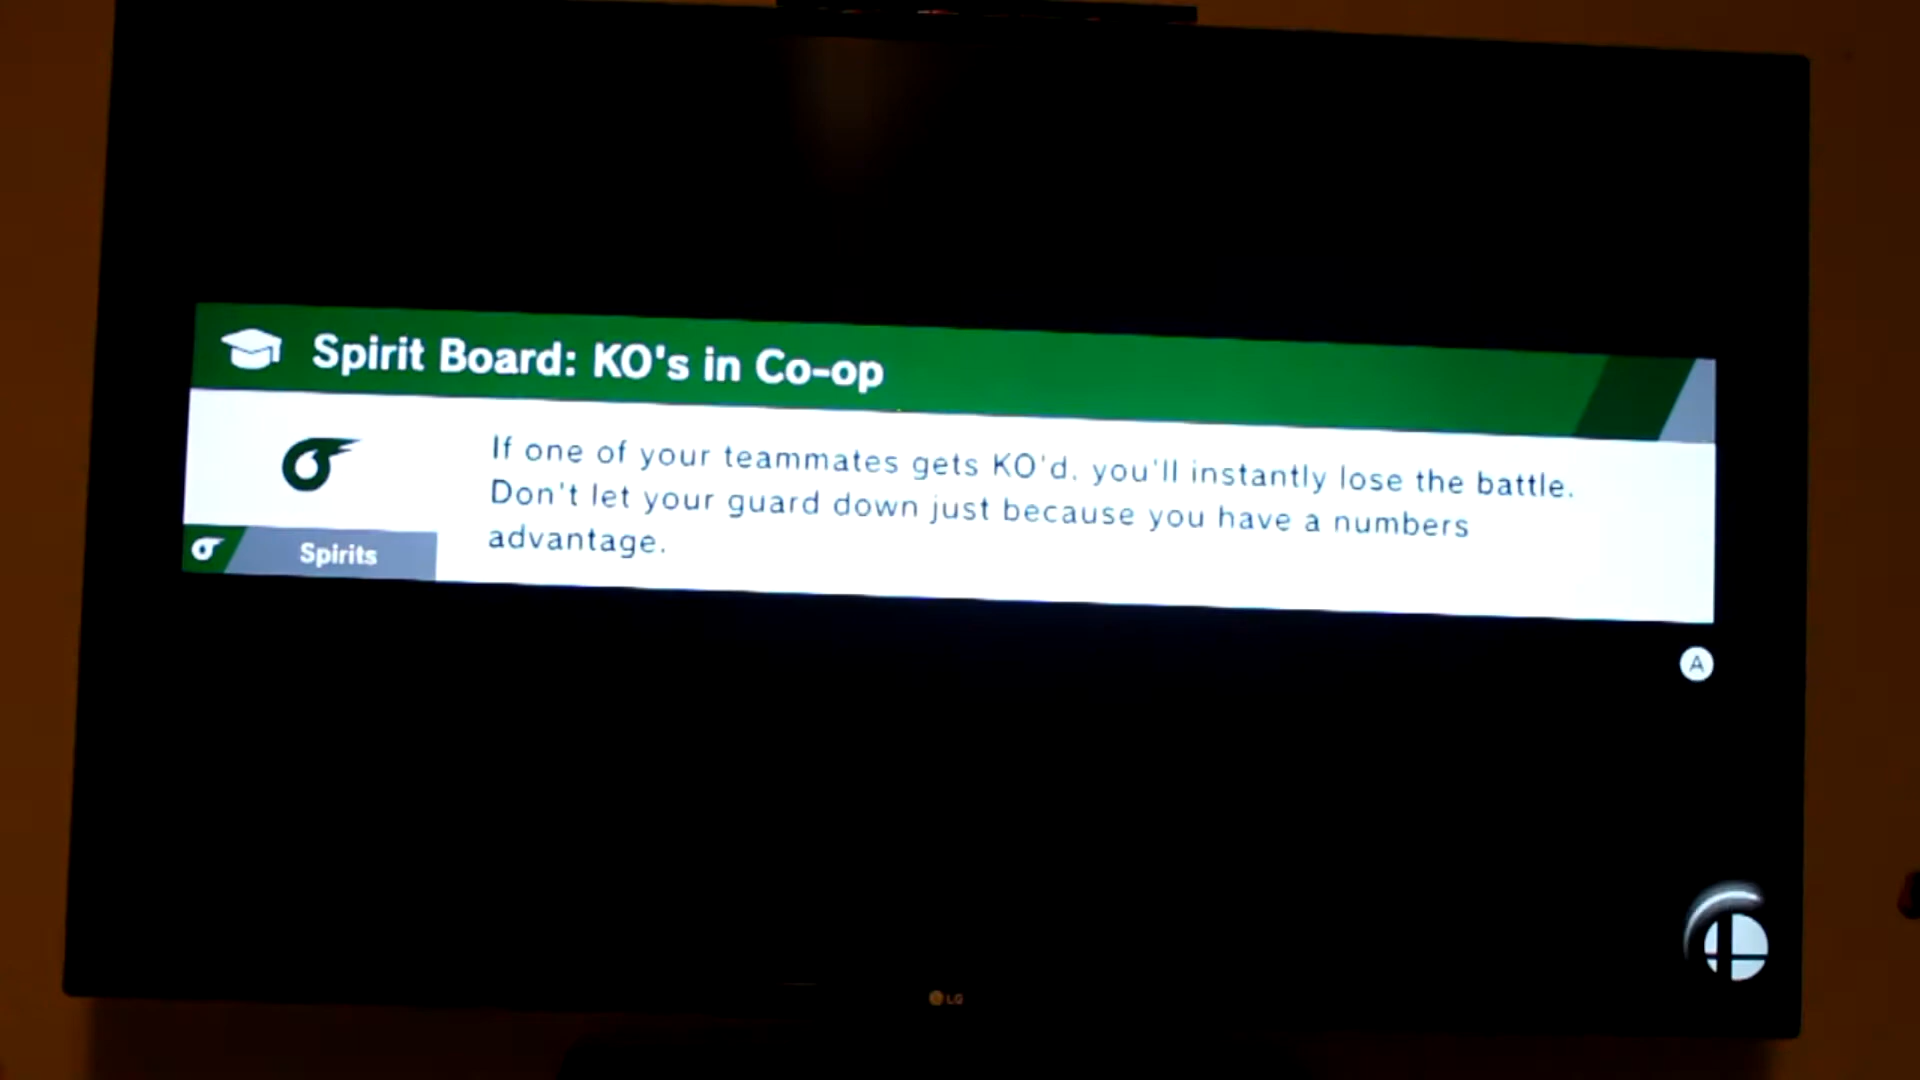 Spirit Board: KO's in Co-op
If one of your teammates gets KO'd, you'll instantly lose the battle.
Don't let your guard down just because you have a numbers
advantage.
Spirits
A
LG